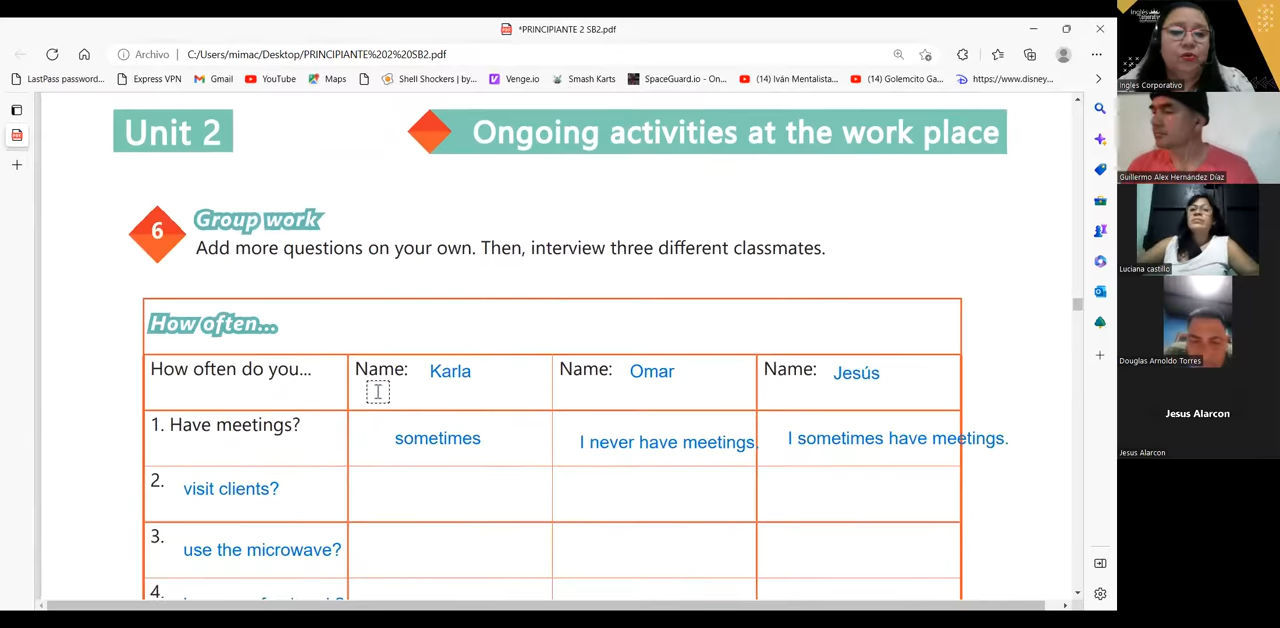 *PRINCIPIANTE 2 SB2.pdf
Archivo
C:/Users/mimac/Desktop/PRINCIPIANTE%202%20SB2.pdf
LastPass password...
Express VPN
Gmail
YouTube
Maps
Shell Shockers | by...
Venge.io
Smash Karts
SpaceGuard.io - On...
(14) Iván Mentalista...
(14) Golemcito Ga...
https://www.disney...
Unit 2
Ongoing activities at the work place
6
Group work
Add more questions on your own. Then, interview three different classmates.
How often...
How often do you...
Name: Karla
Name: Omar
Name: Jesús
1. Have meetings?
sometimes
I never have meetings.
I sometimes have meetings.
2. visit clients?
3. use the microwave?
4.
Inglés
Corporativo
Ingles Corporativo
Guillermo Alex Hernández Díaz
Luciana castillo
Douglas Arnoldo Torres
Jesus Alarcon
Jesus Alarcon